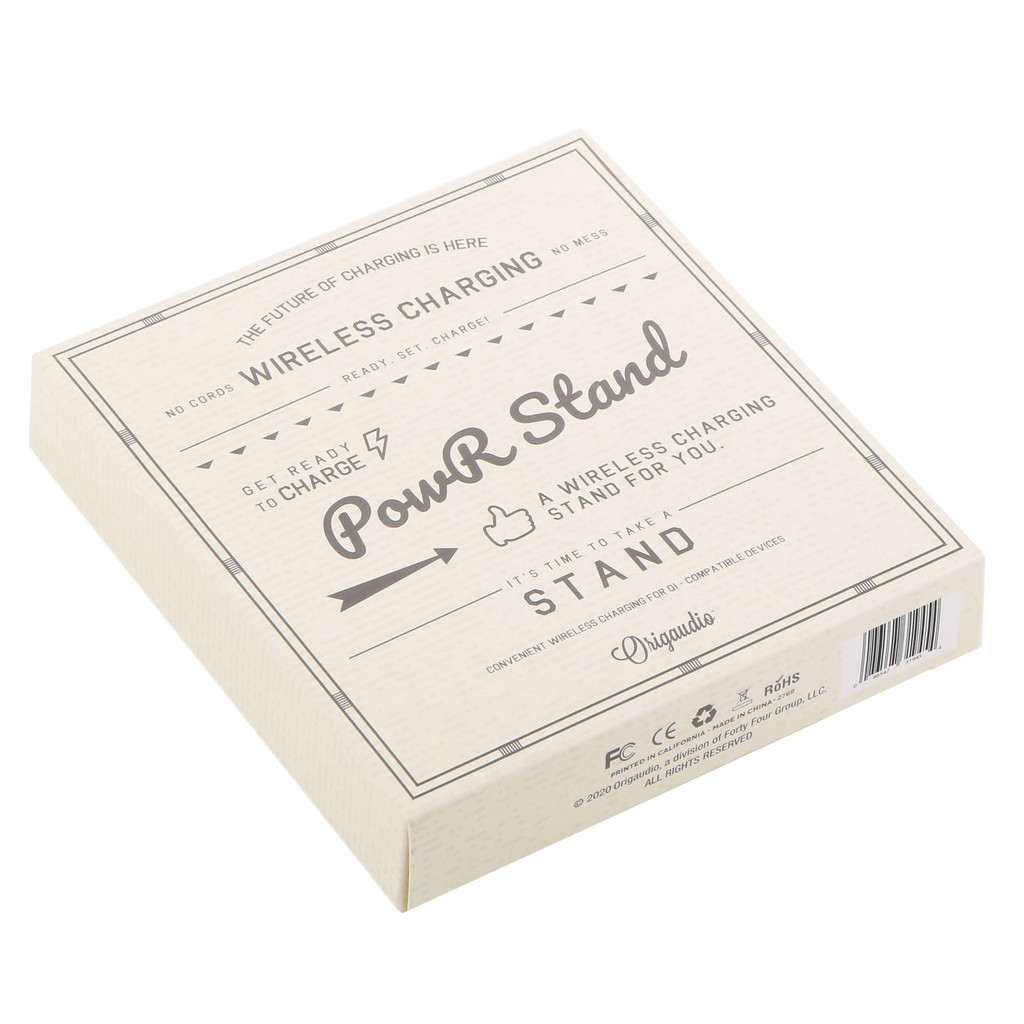 THE FUTURE OF CHARGING IS HERE
NO CORDS WIRELESS CHARGING NO MESS
READY. SET. CHARGE!
GET READY
TO CHARGE
PowR Stand
A WIRELESS CHARGING
STAND FOR YOU.
IT'S TIME TO TAKE A
STAND
CONVENIENT WIRELESS CHARGING FOR QI - COMPATIBLE DEVICES
Origaudio
FC CE RoHS
PRINTED IN CALIFORNIA - MADE IN CHINA - 2769
© 2020 Origaudio, a division of Forty Four Group, LLC.
ALL RIGHTS RESERVED